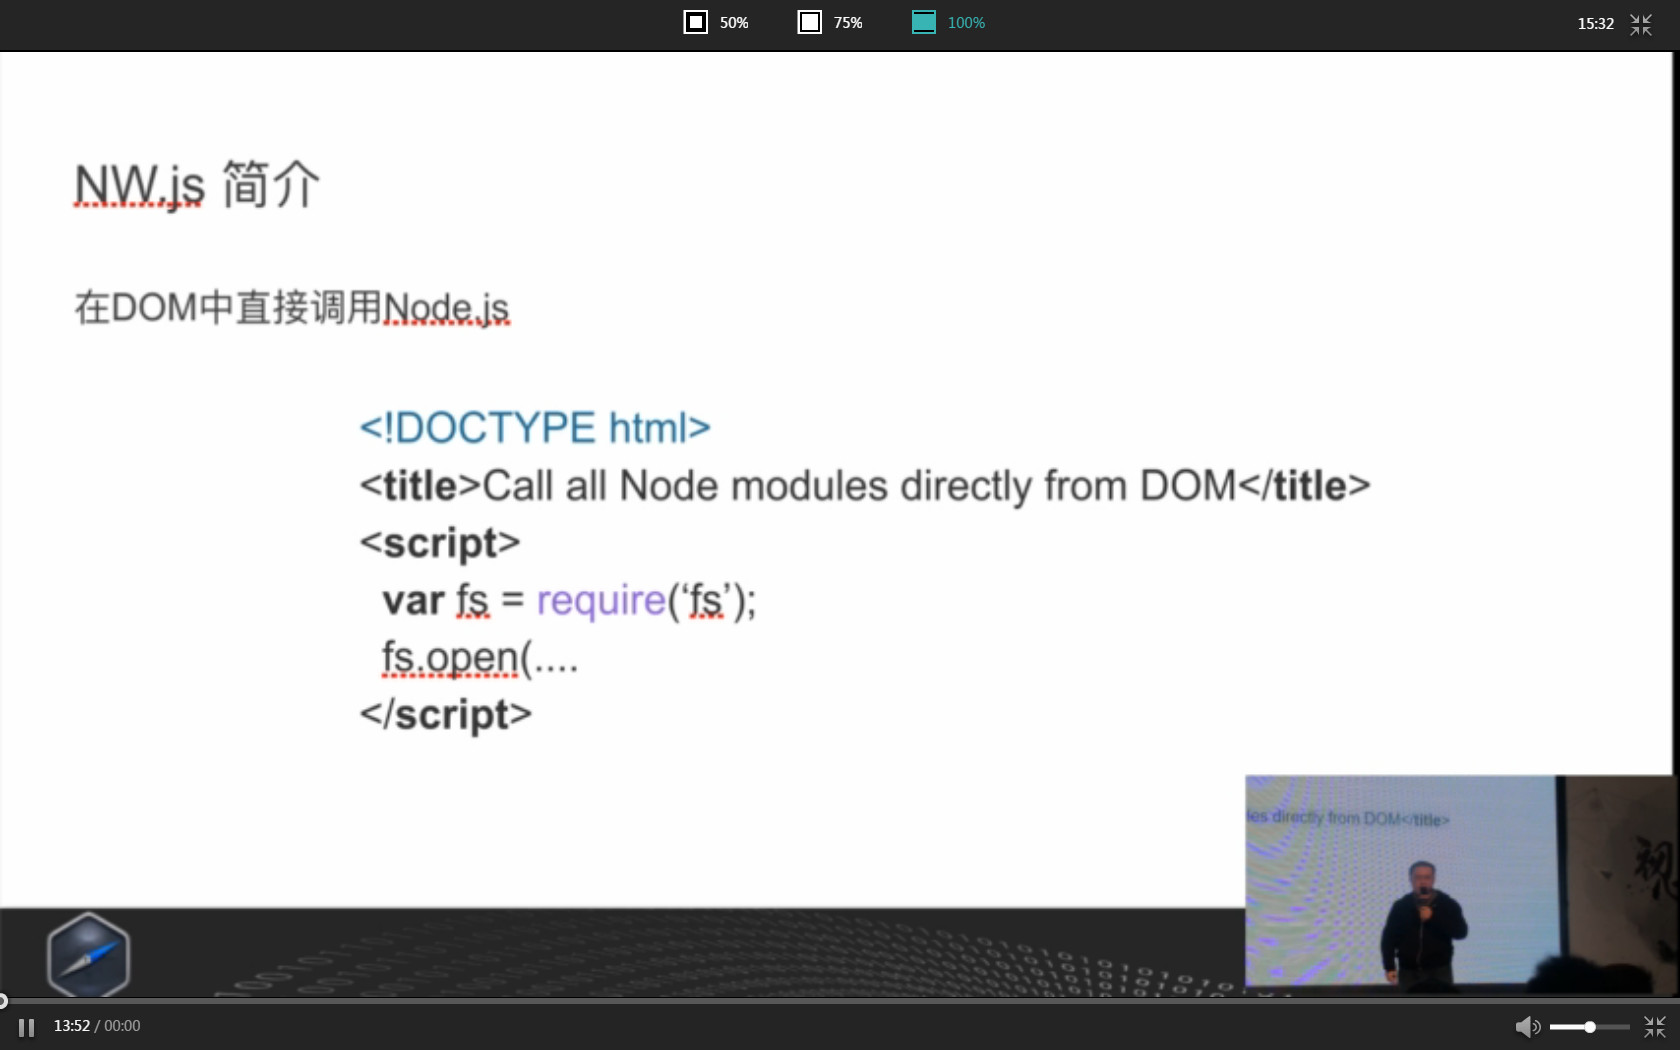 50% 75% 100% 15:32
NW.js 简介
在DOM中直接调用Node.js
<!DOCTYPE html>
<title>Call all Node modules directly from DOM</title>
<script>
var fs = require(‘fs’);
fs.open(....
</script>
les directly from DOM</title>
视
13:52 / 00:00